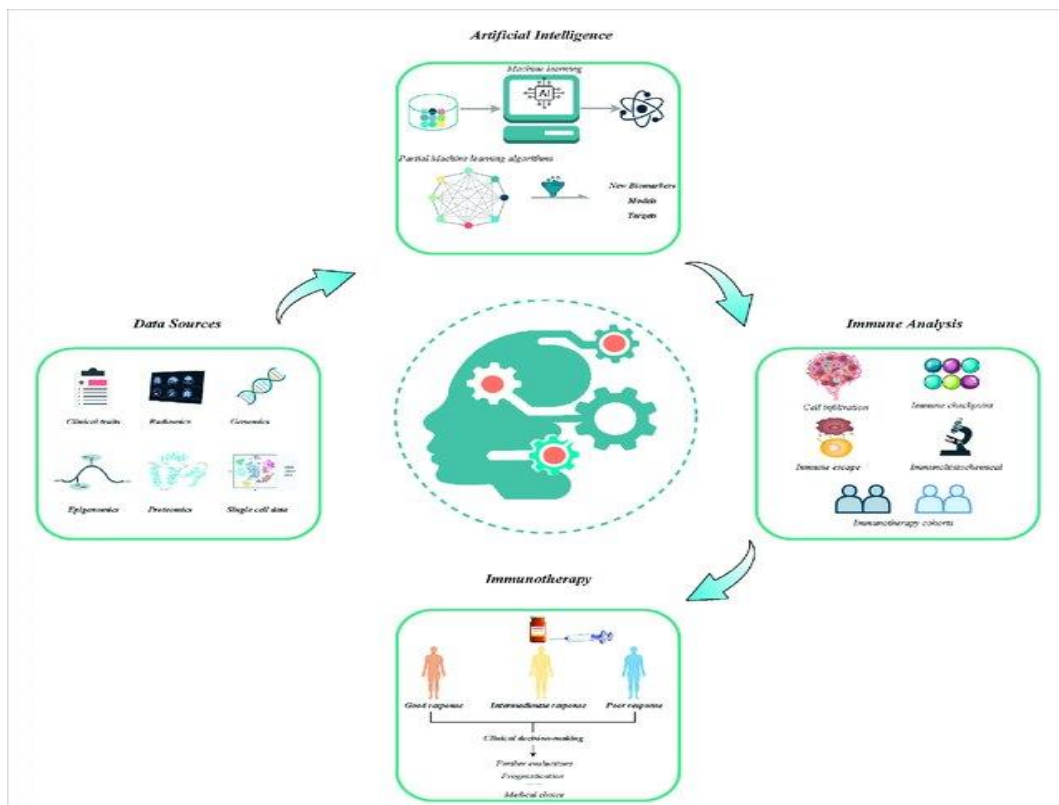 Artificial Intelligence
Machine learning
AI
Partial Machine learning algorithms
New Biomarkers
Models
Targets
Data Sources
Clinical traits
Radiomics
Genomics
Epigenomics
Proteomics
Single cell data
Immune Analysis
Cell infiltration
Immune checkpoint
Immune escape
Immunohistochemical
Immunotherapy cohorts
Immunotherapy
Good response
Intermediate response
Poor response
Clinical decision-making
Further evaluations
Prognostication
Medical choice